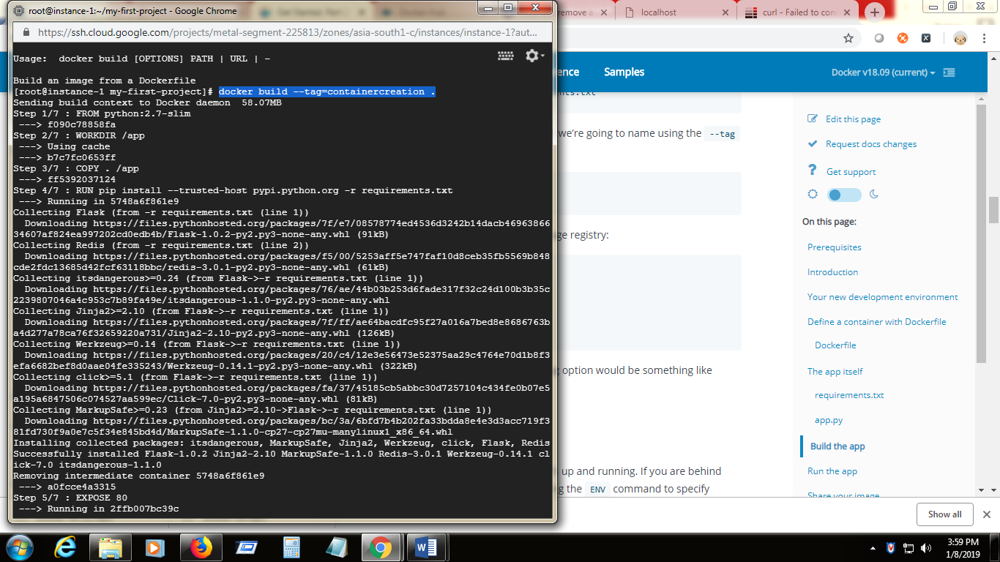 root@instance-1:~/my-first-project - Google Chrome
https://ssh.cloud.google.com/projects/metal-segment-225813/zones/asia-south1-c/instances/instance-1?aut...
Usage:  docker build [OPTIONS] PATH | URL | -
Build an image from a Dockerfile
[root@instance-1 my-first-project]# docker build --tag=containercreation .
Sending build context to Docker daemon  58.07MB
Step 1/7 : FROM python:2.7-slim
 ---> f090c78858fa
Step 2/7 : WORKDIR /app
 ---> Using cache
 ---> b7c7fc0653ff
Step 3/7 : COPY . /app
 ---> ff5392037124
Step 4/7 : RUN pip install --trusted-host pypi.python.org -r requirements.txt
 ---> Running in 5748a6f861e9
Collecting Flask (from -r requirements.txt (line 1))
  Downloading https://files.pythonhosted.org/packages/7f/e7/08578774ed4536d3242b14dacb46963866
34607af824ea997202cd0edb4b/Flask-1.0.2-py2.py3-none-any.whl (91kB)
Collecting Redis (from -r requirements.txt (line 2))
  Downloading https://files.pythonhosted.org/packages/f5/00/5253aff5e747faf10d8ceb35fb5569b848
cde2fdc13685d42fcf63118bbc/redis-3.0.1-py2.py3-none-any.whl (61kB)
Collecting itsdangerous>=0.24 (from Flask->-r requirements.txt (line 1))
  Downloading https://files.pythonhosted.org/packages/76/ae/44b03b253d6fade317f32c24d100b3b35c
2239807046a4c953c7b89fa49e/itsdangerous-1.1.0-py2.py3-none-any.whl
Collecting Jinja2>=2.10 (from Flask->-r requirements.txt (line 1))
  Downloading https://files.pythonhosted.org/packages/7f/ff/ae64bacdfc95f27a016a7bed8e8686763b
a4d277a78ca76f32659220a731/Jinja2-2.10-py2.py3-none-any.whl (126kB)
Collecting Werkzeug>=0.14 (from Flask->-r requirements.txt (line 1))
  Downloading https://files.pythonhosted.org/packages/20/c4/12e3e56473e52375aa29c4764e70d1b8f3
efa6682bef8d0aae04fe335243/Werkzeug-0.14.1-py2.py3-none-any.whl (322kB)
Collecting click>=5.1 (from Flask->-r requirements.txt (line 1))
  Downloading https://files.pythonhosted.org/packages/fa/37/45185cb5abbc30d7257104c434fe0b07e5
a195a6847506c074527aa599ec/Click-7.0-py2.py3-none-any.whl (81kB)
Collecting MarkupSafe>=0.23 (from Jinja2>=2.10->Flask->-r requirements.txt (line 1))
  Downloading https://files.pythonhosted.org/packages/bc/3a/6bfd7b4b202fa33bdda8e4e3d3acc719f3
81fd730f9a0e7c5f34e845bd4d/MarkupSafe-1.1.0-cp27-cp27mu-manylinux1_x86_64.whl
Installing collected packages: itsdangerous, MarkupSafe, Jinja2, Werkzeug, click, Flask, Redis
Successfully installed Flask-1.0.2 Jinja2-2.10 MarkupSafe-1.1.0 Redis-3.0.1 Werkzeug-0.14.1 cl
ick-7.0 itsdangerous-1.1.0
Removing intermediate container 5748a6f861e9
 ---> a0fcce4a3315
Step 5/7 : EXPOSE 80
 ---> Running in 2ffb007bc39c
remove a
localhost
curl - Failed to con
ence
Samples
Docker v18.09 (current)
nts.txt
we're going to name using the --tag
ge registry:
option would be something like
up and running. If you are behind
g the ENV command to specify
Edit this page
Request docs changes
Get support
On this page:
Prerequisites
Introduction
Your new development environment
Define a container with Dockerfile
Dockerfile
The app itself
requirements.txt
app.py
Build the app
Run the app
Share your image
Show all
3:59 PM
1/8/2019